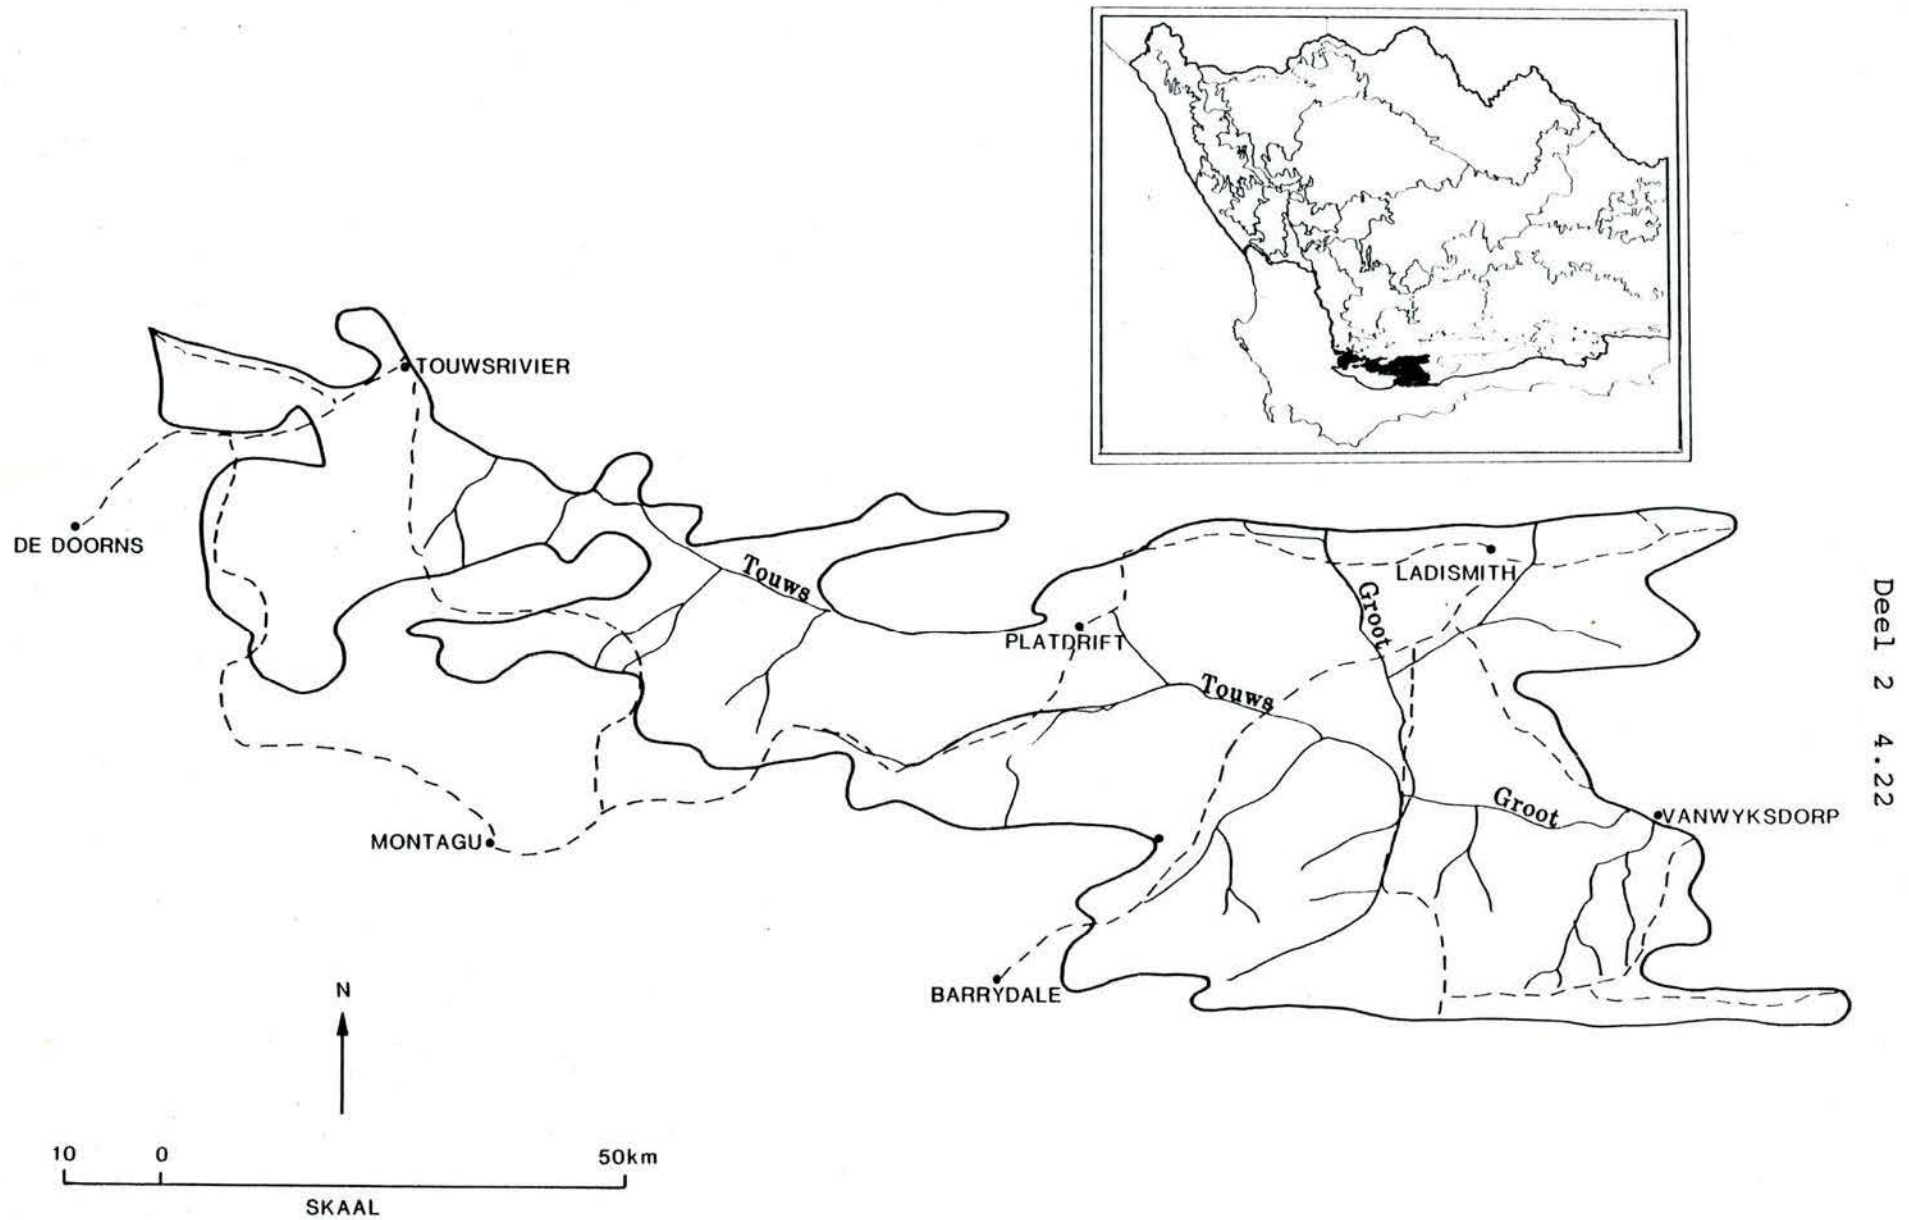 TOUWSRIVIER
DE DOORNS
Touws
LADISMITH
Groot
PLATDRIFT
Touws
Groot
VANWYKSDORP
MONTAGU
BARRYDALE
N
10 0 50km
SKAAL
Deel 2 4.22